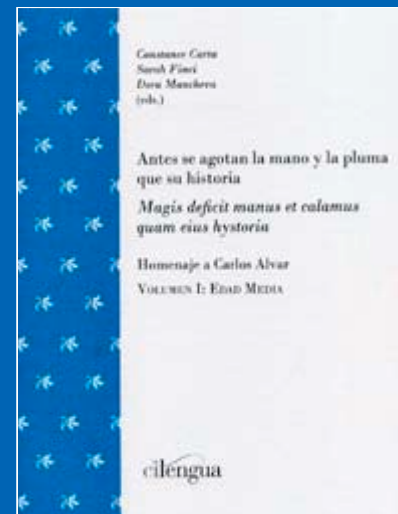 Constance Carta
Sarah Finci
Dora Mancheva
(eds.)
Antes se agotan la mano y la pluma
que su historia
Magis deficit manus et calamus
quam eius hystoria
Homenaje a Carlos Alvar
Volumen I: Edad Media
cilengua